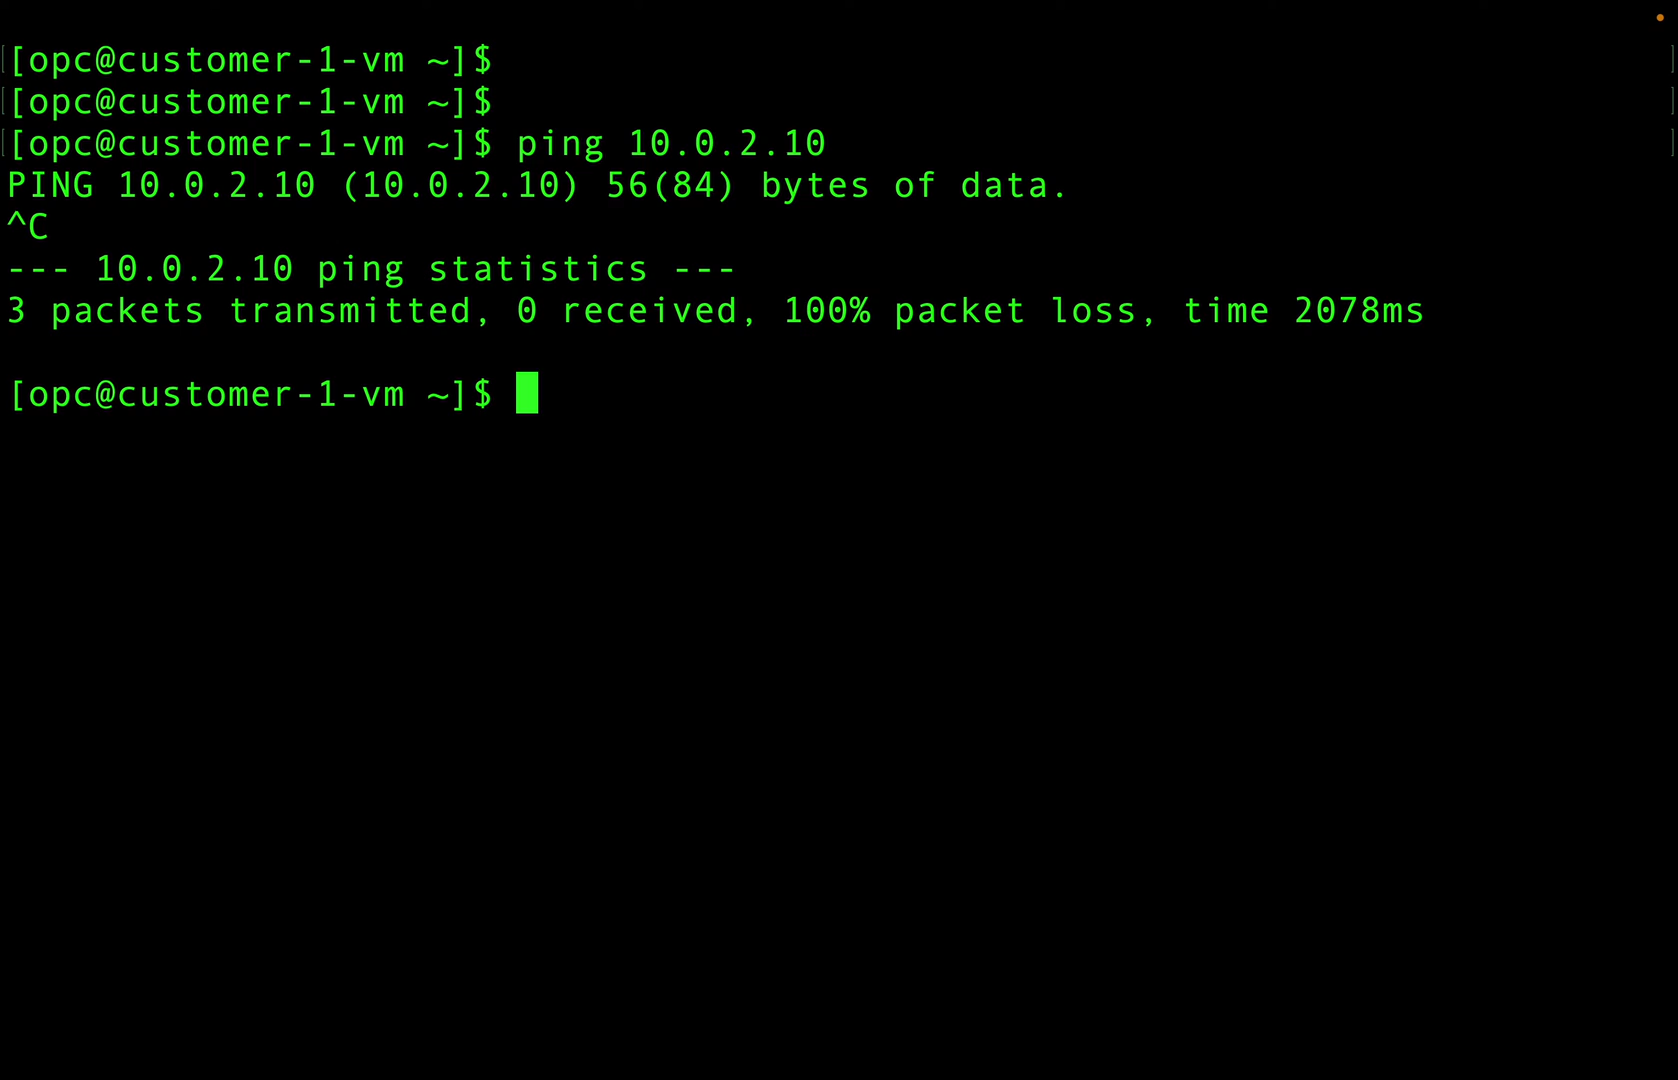 [opc@customer-1-vm ~]$
[opc@customer-1-vm ~]$
[opc@customer-1-vm ~]$ ping 10.0.2.10
PING 10.0.2.10 (10.0.2.10) 56(84) bytes of data.
^C
--- 10.0.2.10 ping statistics ---
3 packets transmitted, 0 received, 100% packet loss, time 2078ms
[opc@customer-1-vm ~]$